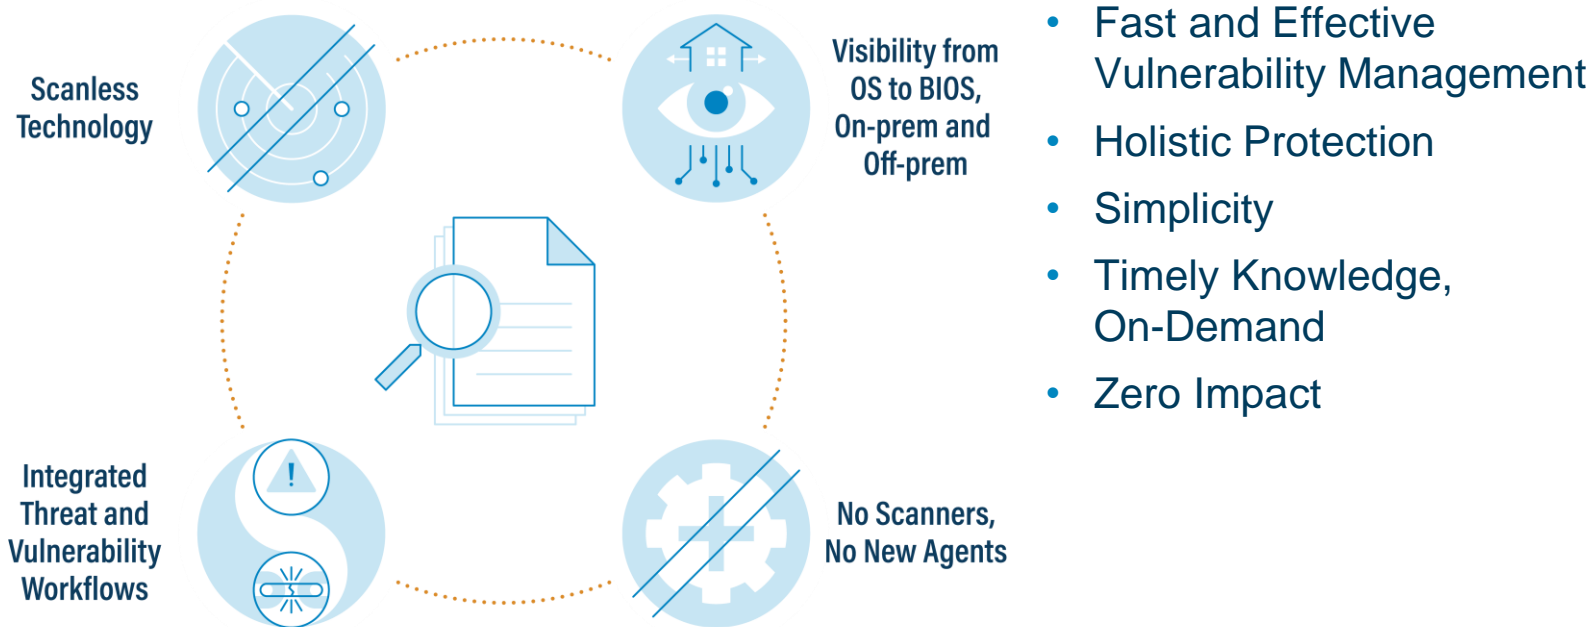 Scanless
Technology
Visibility from
OS to BIOS,
On-prem and
Off-prem
Integrated
Threat and
Vulnerability
Workflows
No Scanners,
No New Agents
• Fast and Effective
Vulnerability Management
• Holistic Protection
• Simplicity
• Timely Knowledge,
On-Demand
• Zero Impact